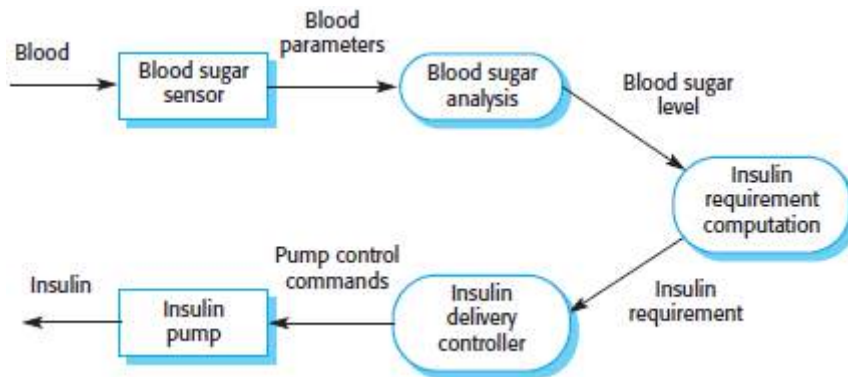 Blood
Blood sugar
sensor
Blood
parameters
Blood sugar
analysis
Blood sugar
level
Insulin
requirement
computation
Insulin
requirement
Insulin
delivery
controller
Pump control
commands
Insulin
pump
Insulin